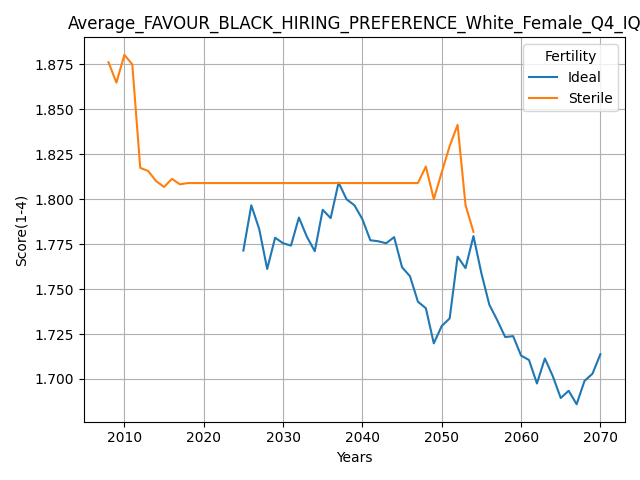 Average_FAVOUR_BLACK_HIRING_PREFERENCE_White_Female_Q4_IQ
Fertility
Ideal
Sterile
1.875
1.850
1.825
1.800
1.775
1.750
1.725
1.700
Score(1-4)
2010 2020 2030 2040 2050 2060 2070
Years